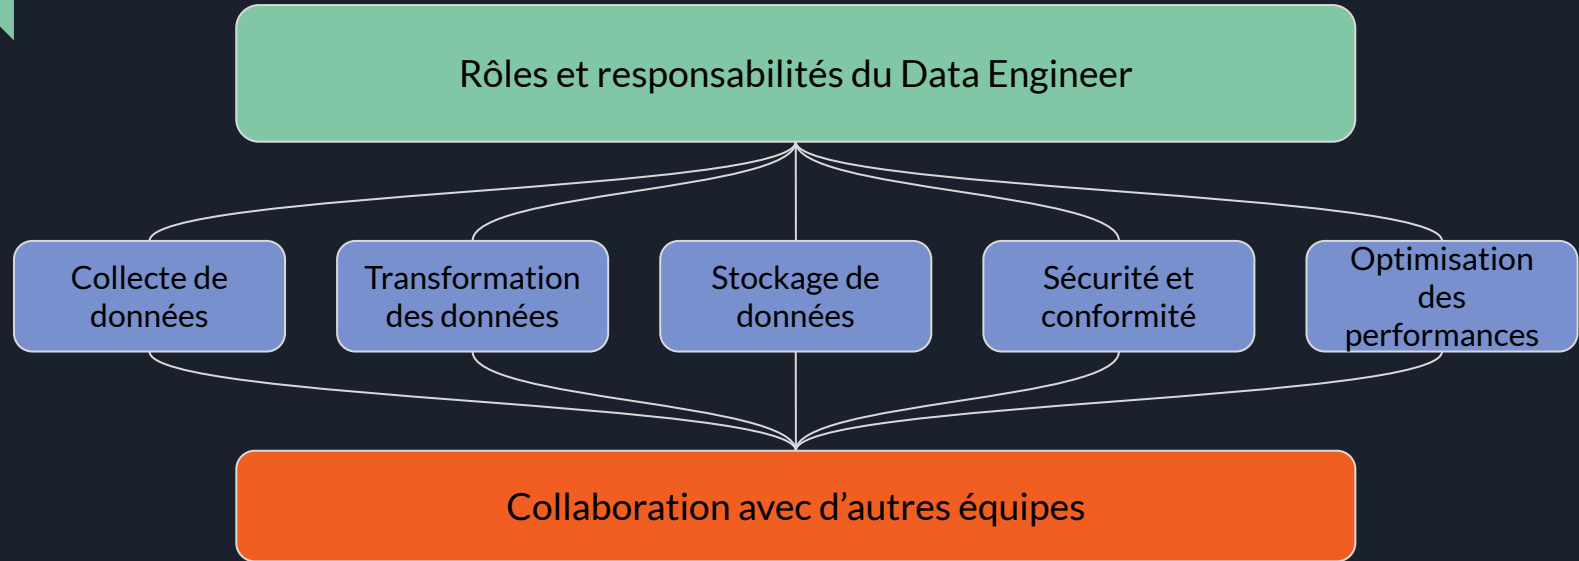 Rôles et responsabilités du Data Engineer
Collecte de
données
Transformation
des données
Stockage de
données
Sécurité et
conformité
Optimisation
des
performances
Collaboration avec d’autres équipes